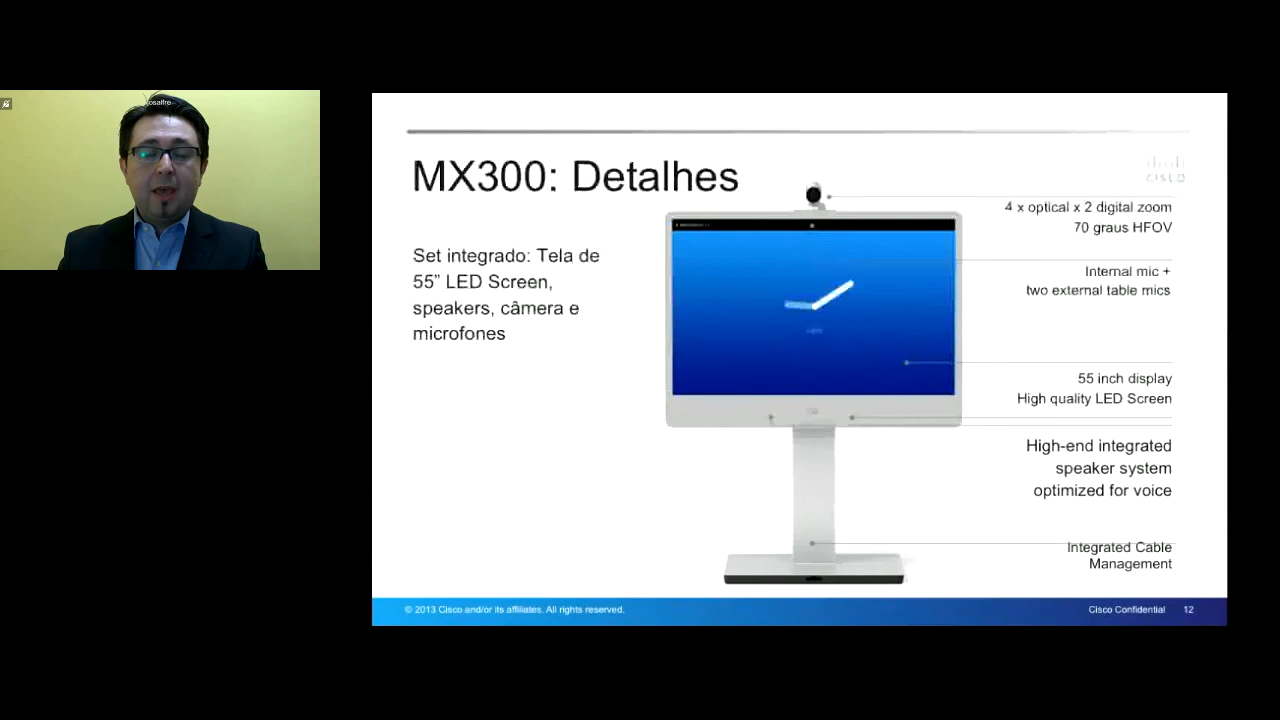 josalfre
MX300: Detalhes
CISCO
4 x optical x 2 digital zoom
70 graus HFOV
Set integrado: Tela de
55” LED Screen,
speakers, câmera e
microfones
Internal mic +
two external table mics
55 inch display
High quality LED Screen
High-end integrated
speaker system
optimized for voice
Integrated Cable
Management
© 2013 Cisco and/or its affiliates. All rights reserved.
Cisco Confidential 12